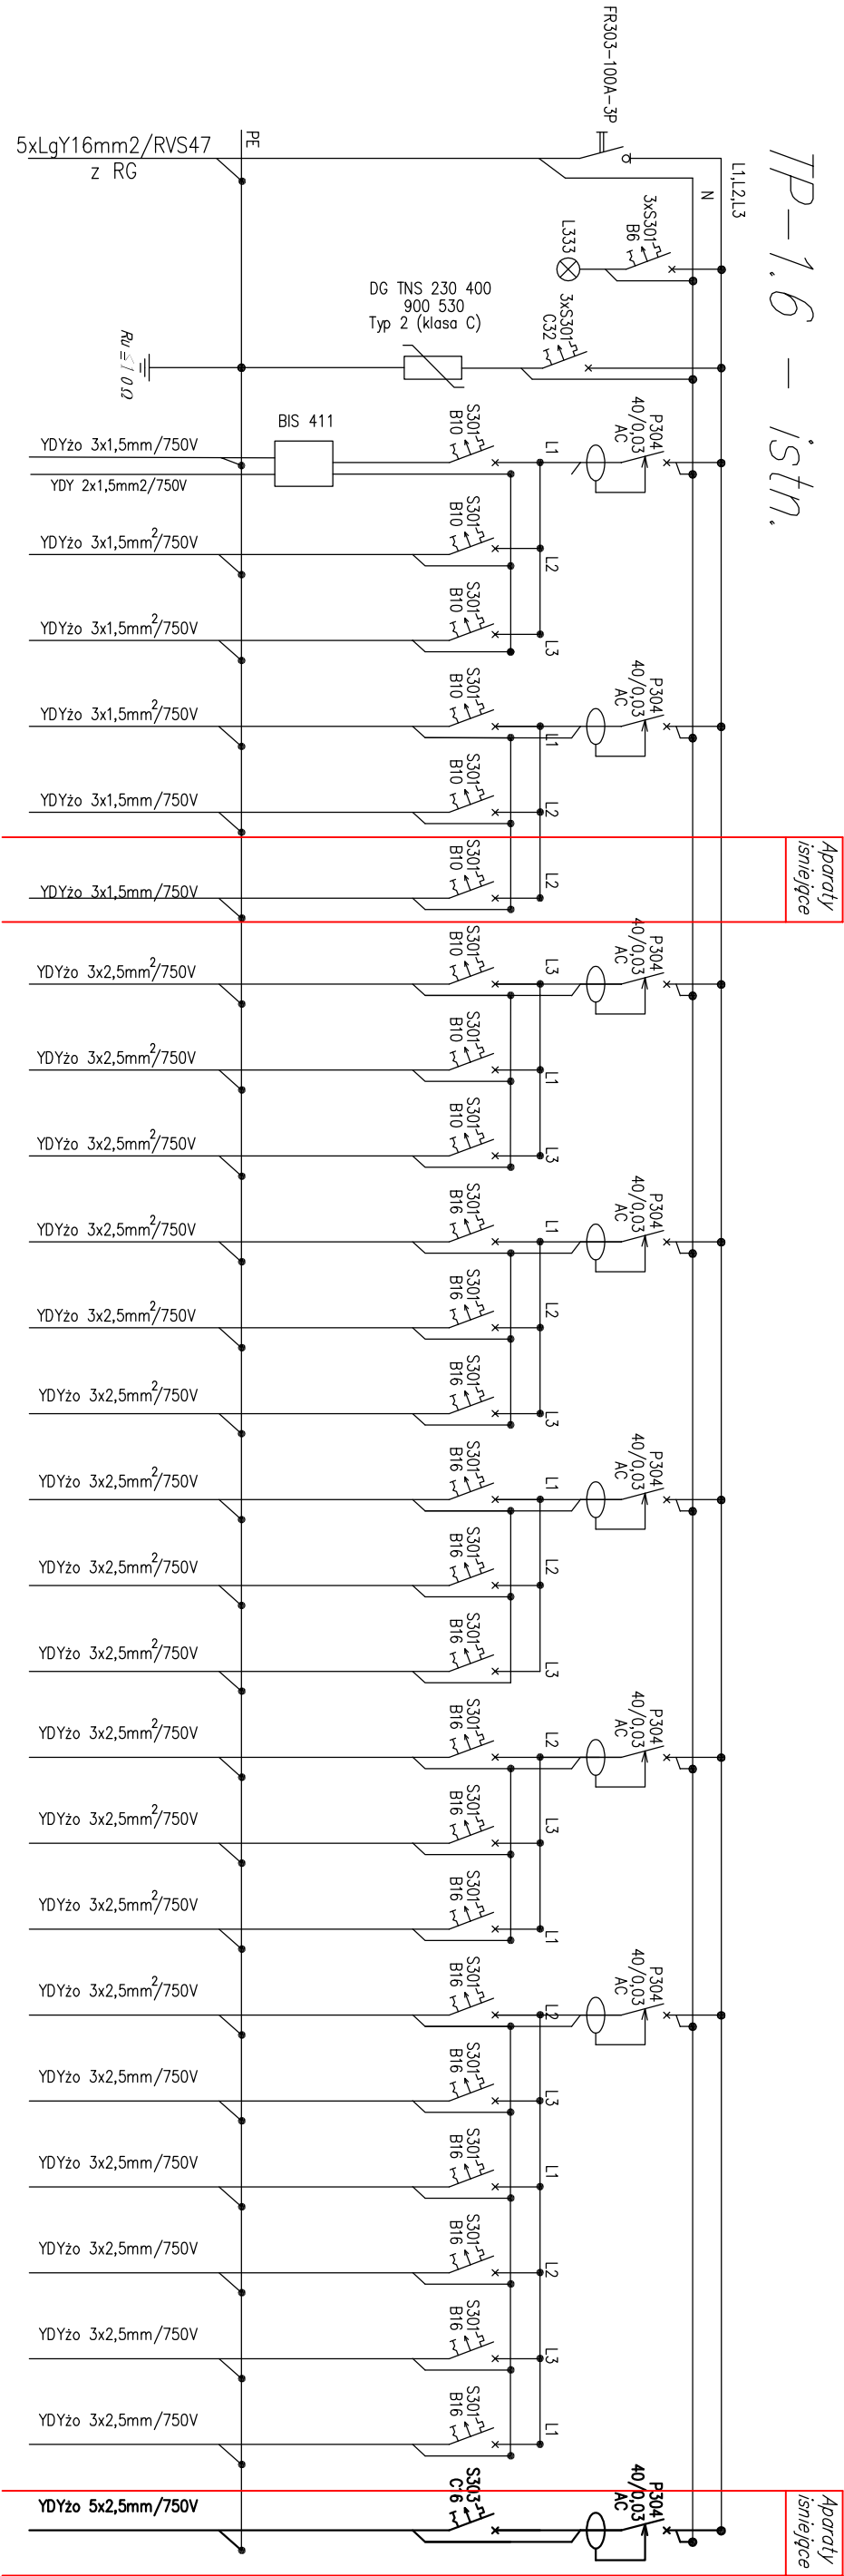 TP-1.6 - istn.
FR303-100A-3P
L1,L2,L3
N
PE
5xLgY16mm2/RVS47
z RG
3xS301
B6
L333
3xS301
C32
DG TNS 230 400
900 530
Typ 2 (klasa C)
Ru≤10Ω
P304
40/0,03
AC
L1
S301
B10
BIS 411
YDYżo 3x1,5mm/750V
YDY 2x1,5mm2/750V
L2
S301
B10
YDYżo 3x1,5mm²/750V
L3
S301
B10
YDYżo 3x1,5mm²/750V
P304
40/0,03
AC
L1
S301
B10
YDYżo 3x1,5mm²/750V
L2
S301
B10
YDYżo 3x1,5mm/750V
Aparaty
isniejące
L2
S301
B10
YDYżo 3x1,5mm/750V
P304
40/0,03
AC
L3
S301
B10
YDYżo 3x2,5mm²/750V
L1
S301
B10
YDYżo 3x2,5mm²/750V
L3
S301
B10
YDYżo 3x2,5mm²/750V
P304
40/0,03
AC
L1
S301
B16
YDYżo 3x2,5mm²/750V
L2
S301
B16
YDYżo 3x2,5mm²/750V
L3
S301
B16
YDYżo 3x2,5mm²/750V
P304
40/0,03
AC
L1
S301
B16
YDYżo 3x2,5mm²/750V
L2
S301
B16
YDYżo 3x2,5mm²/750V
L3
S301
B16
YDYżo 3x2,5mm²/750V
P304
40/0,03
AC
L2
S301
B16
YDYżo 3x2,5mm²/750V
L3
S301
B16
YDYżo 3x2,5mm²/750V
L1
S301
B16
YDYżo 3x2,5mm²/750V
P304
40/0,03
AC
L2
S301
B16
YDYżo 3x2,5mm²/750V
L3
S301
B16
YDYżo 3x2,5mm/750V
L1
S301
B16
YDYżo 3x2,5mm/750V
L2
S301
B16
YDYżo 3x2,5mm/750V
L3
S301
B16
YDYżo 3x2,5mm/750V
L1
S301
B16
YDYżo 3x2,5mm/750V
Aparaty
isniejące
P304
40/0,03
AC
S303
C16
YDYżo 5x2,5mm/750V